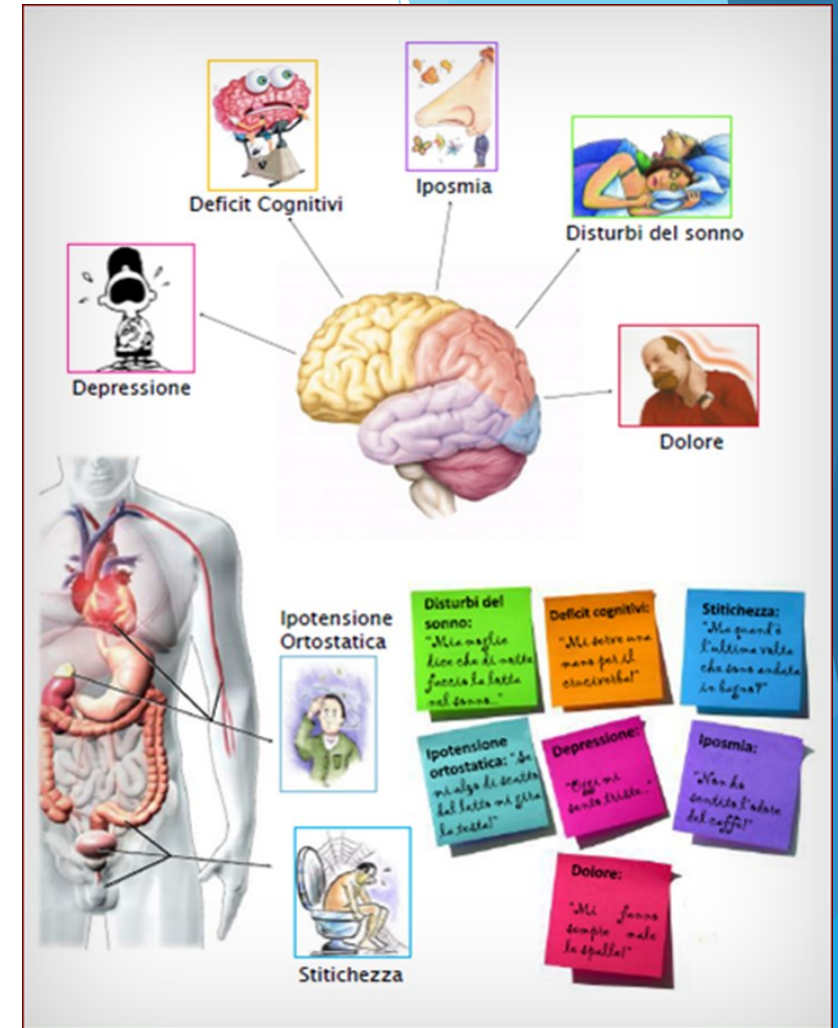 Deficit Cognitivi
Iposmia
Disturbi del sonno
Depressione
Dolore
Ipotensione
Ortostatica
Stitichezza
Disturbi del
sonno:
"Mia moglie
dice che di notte
faccio la lotta
nel sonno..."
Deficit cognitivi:
"Mi serve una
mano per il
cruciverba!"
Stitichezza:
"Ma quand'è
l'ultima volta
che sono andata
in bagno?"
Ipotensione
ortostatica: "Se
mi alzo di scatto
dal letto mi gira
la testa!"
Depressione:
"Oggi mi
sento triste..."
Iposmia:
"Non ho
sentito l'odore
del caffè!"
Dolore:
"Mi fanno
sempre male
le spalle!"